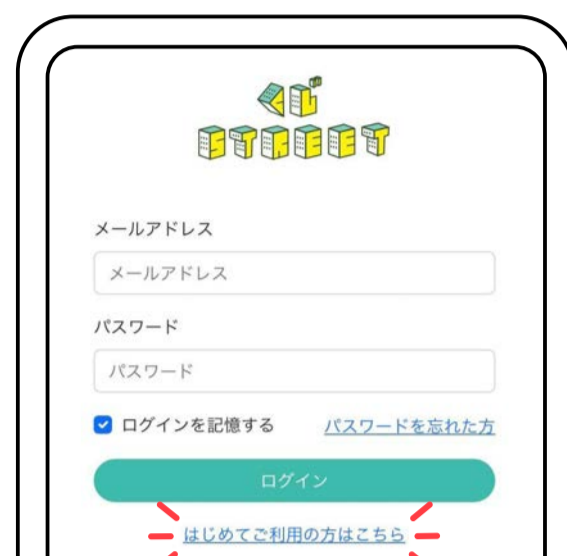 STREET
メールアドレス
メールアドレス
パスワード
パスワード
ログインを記憶する パスワードを忘れた方
ログイン
はじめてご利用の方はこちら